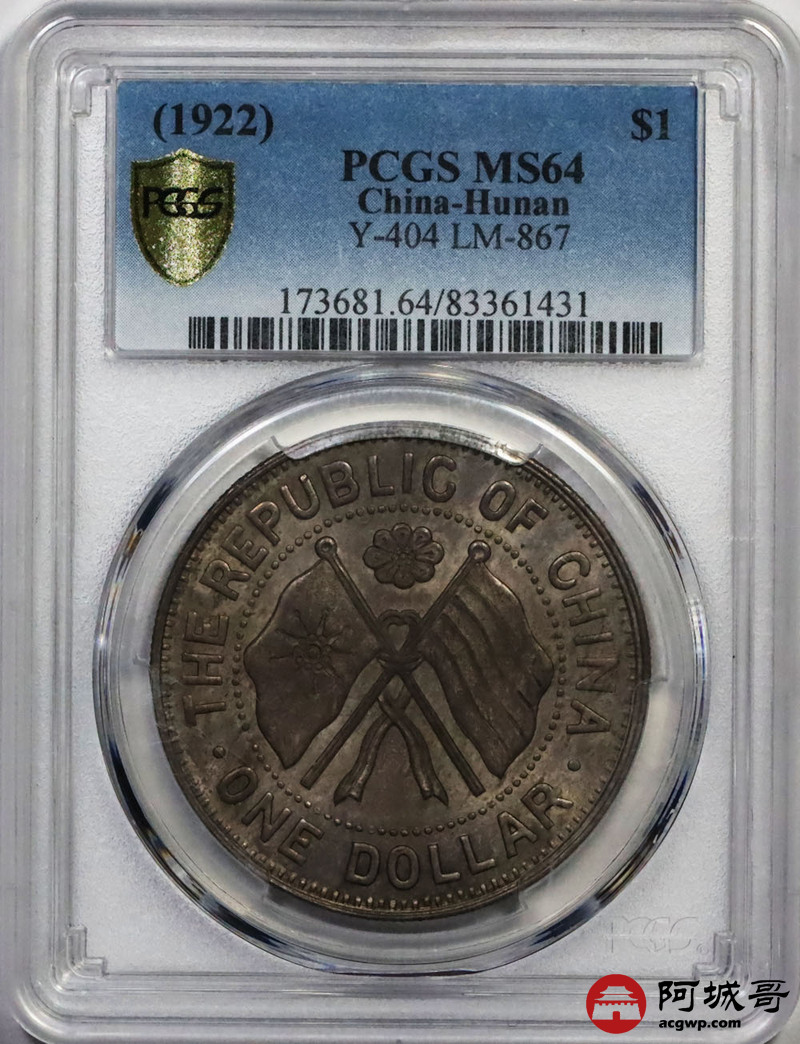 (1922) $1
PCGS MS64
PCGS
China-Hunan
Y-404 LM-867
173681.64/83361431
THE REPUBLIC OF CHINA
· ONE DOLLAR ·
PCGS
阿城哥
acgwp.com